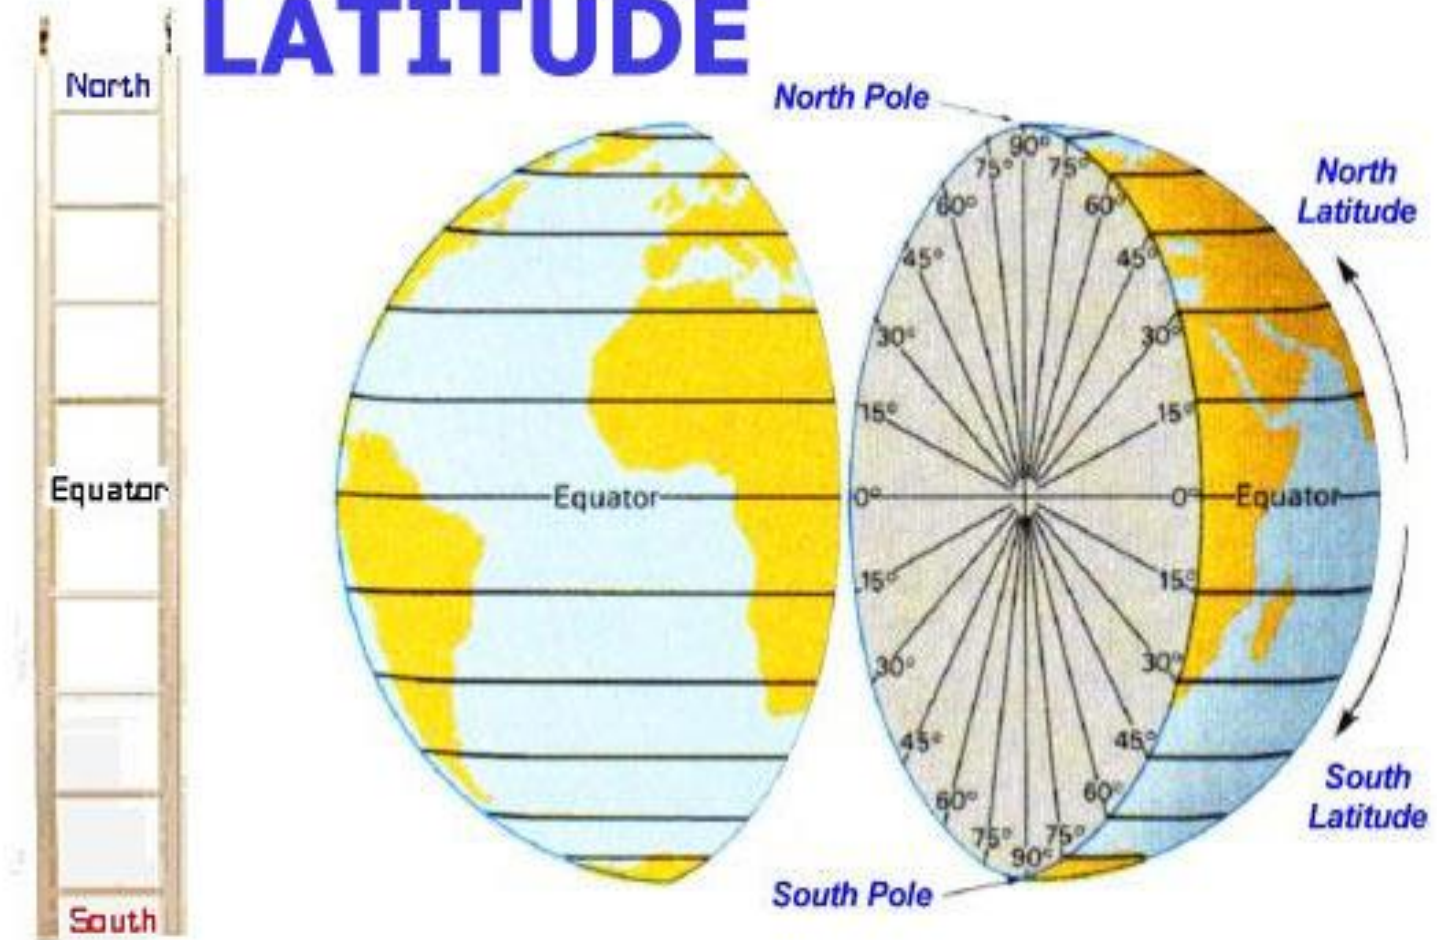 LATITUDE
North
Equator
South
Equator
North Pole
90°
75° 75°
60° 60°
45° 45°
30° 30°
15° 15°
0° 0° Equator
15° 15°
30° 30°
45° 45°
60° 60°
75° 75°
90°
South Pole
North
Latitude
South
Latitude